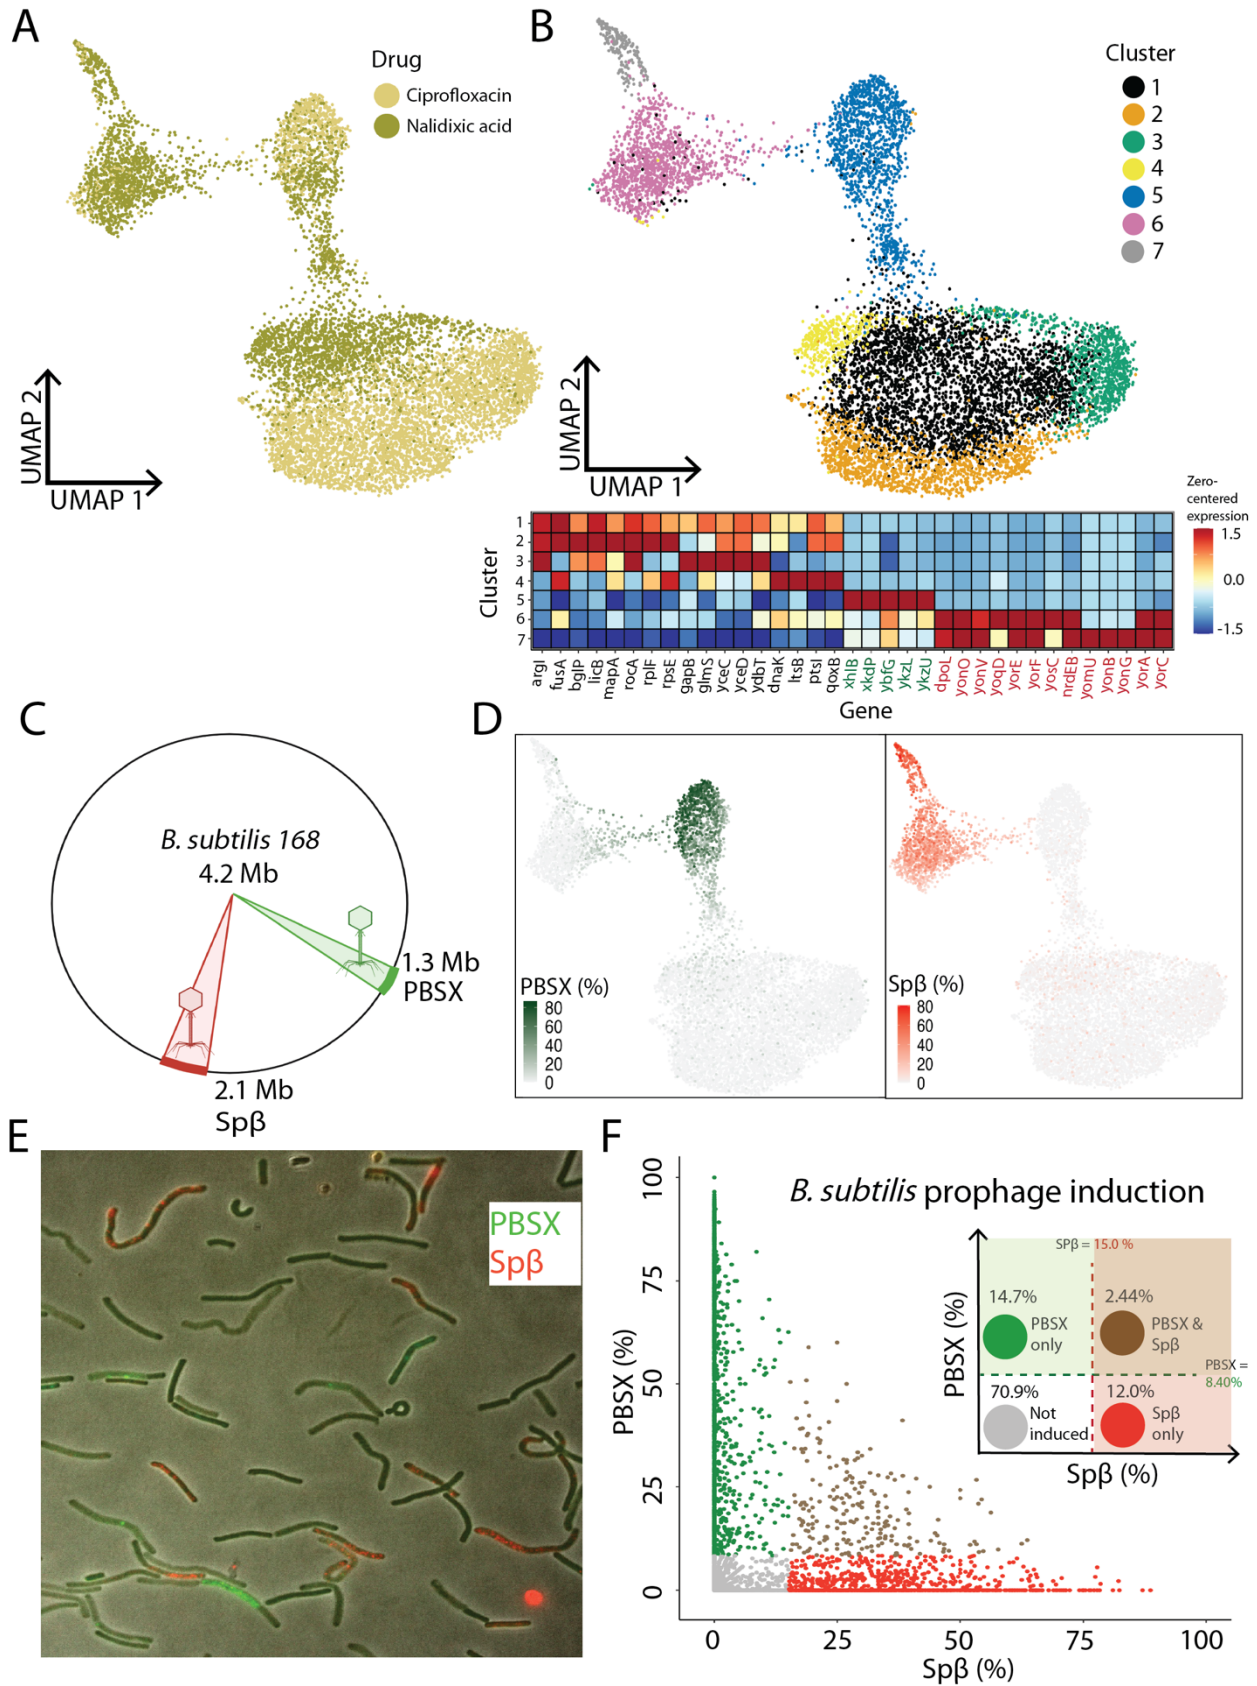 A
Drug
Ciprofloxacin
Nalidixic acid
UMAP 2
UMAP 1
B
Cluster
1
2
3
4
5
6
7
UMAP 2
UMAP 1
Zero-
centered
expression
1.5
0.0
-1.5
Cluster
1
2
3
4
5
6
7
argI
fusA
bglP
licB
mapA
rocA
rplF
rpsE
gapB
glmS
yceC
yceD
ydbT
dnaK
ltsB
ptsI
qoxB
xhlB
xkdP
ybfG
ykzL
ykzU
dpoL
yonO
yonV
yoqD
yorE
yorF
yosC
nrdEB
yomU
yonB
yonG
yorA
yorC
Gene
C
B. subtilis 168
4.2 Mb
1.3 Mb
PBSX
2.1 Mb
Spβ
D
PBSX (%)
80
60
40
20
0
Spβ (%)
80
60
40
20
0
E
PBSX
Spβ
F
B. subtilis prophage induction
PBSX (%)
100
75
50
25
0
0
25
50
75
100
Spβ (%)
SPβ = 15.0 %
14.7%
PBSX
only
2.44%
PBSX &
Spβ
PBSX =
8.40%
70.9%
Not
induced
12.0%
Spβ
only
PBSX (%)
Spβ (%)